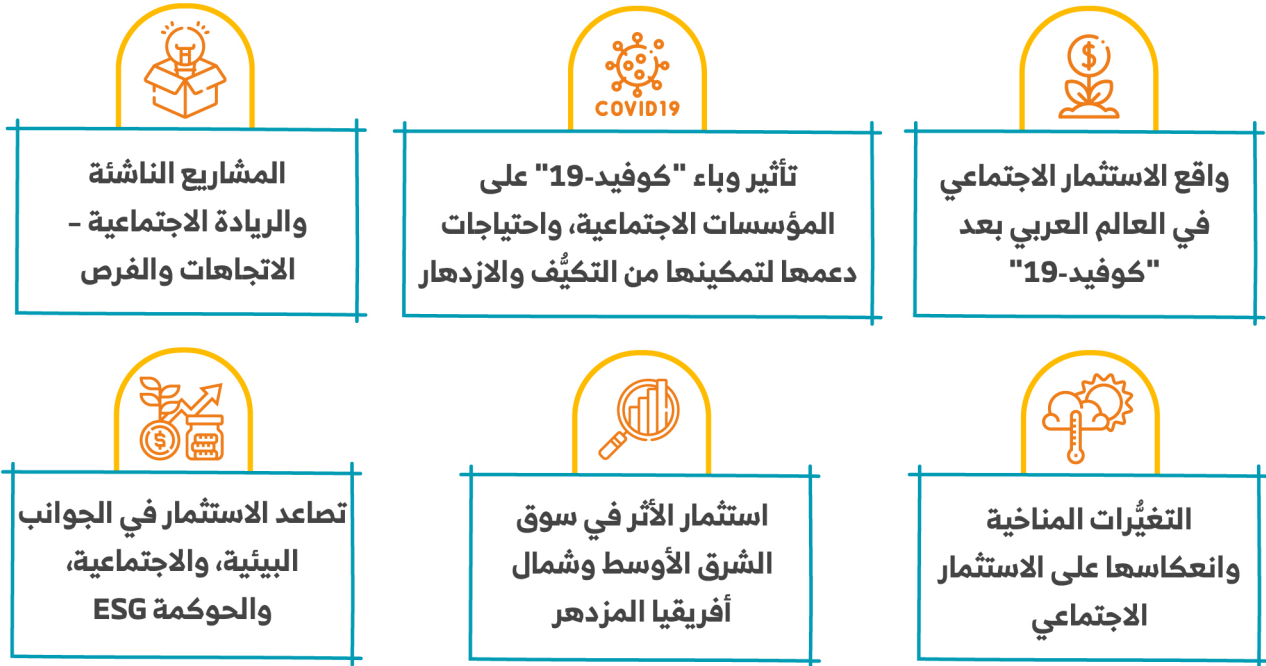 واقع الاستثمار الاجتماعي
في العالم العربي بعد
"كوفيد-19"
COVID19
تأثير وباء "كوفيد-19" على
المؤسسات الاجتماعية، واحتياجات
دعمها لتمكينها من التكيُّف والازدهار
المشاريع الناشئة
والريادة الاجتماعية –
الاتجاهات والفرص
التغيُّرات المناخية
وانعكاسها على الاستثمار
الاجتماعي
استثمار الأثر في سوق
الشرق الأوسط وشمال
أفريقيا المزدهر
تصاعد الاستثمار في الجوانب
البيئية، والاجتماعية،
والحوكمة ESG